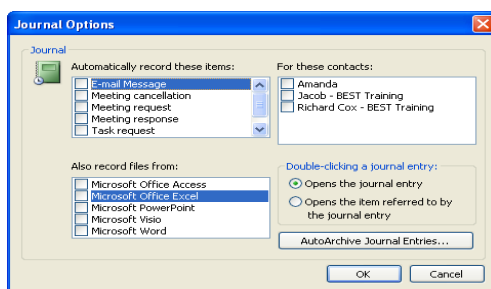 Journal Options
Journal
Automatically record these items:
E-mail Message
Meeting cancellation
Meeting request
Meeting response
Task request
For these contacts:
Amanda
Jacob - BEST Training
Richard Cox - BEST Training
Also record files from:
Microsoft Office Access
Microsoft Office Excel
Microsoft PowerPoint
Microsoft Visio
Microsoft Word
Double-clicking a journal entry:
Opens the journal entry
Opens the item referred to by
the journal entry
AutoArchive Journal Entries...
OK
Cancel